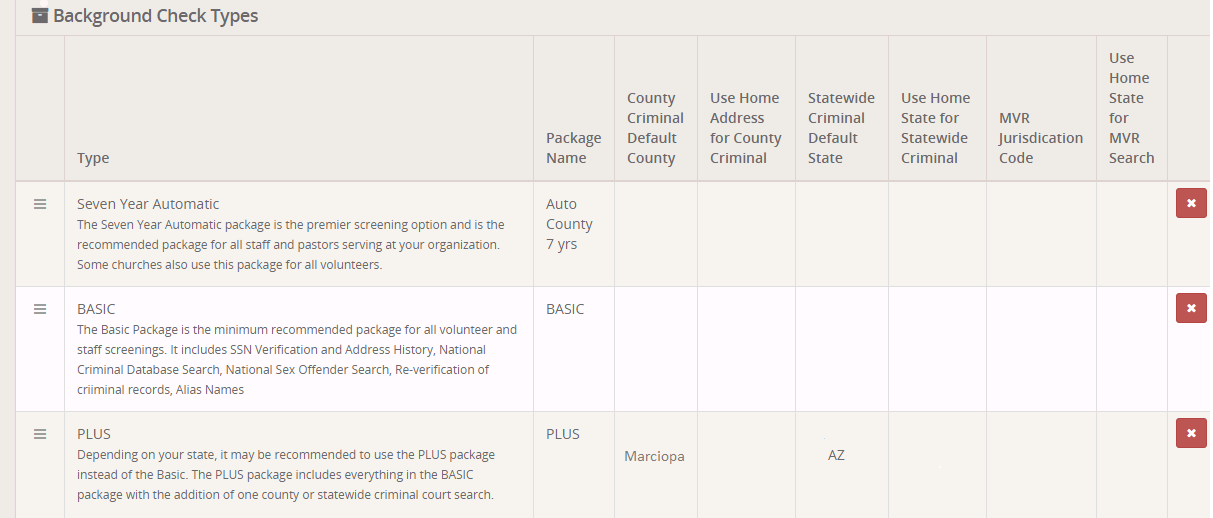 Background Check Types
Type
Package
Name
County
Criminal
Default
County
Use Home
Address
for County
Criminal
Statewide
Criminal
Default
State
Use Home
State for
Statewide
Criminal
MVR
Jurisdication
Code
Use
Home
State
for
MVR
Search
Seven Year Automatic
The Seven Year Automatic package is the premier screening option and is the
recommended package for all staff and pastors serving at your organization.
Some churches also use this package for all volunteers.
Auto
County
7 yrs
BASIC
The Basic Package is the minimum recommended package for all volunteer and
staff screenings. It includes SSN Verification and Address History, National
Criminal Database Search, National Sex Offender Search, Re-verification of
criiminal records, Alias Names
BASIC
PLUS
Depending on your state, it may be recommended to use the PLUS package
instead of the Basic. The PLUS package includes everything in the BASIC
package with the addition of one county or statewide criminal court search.
PLUS
Marciopa
AZ